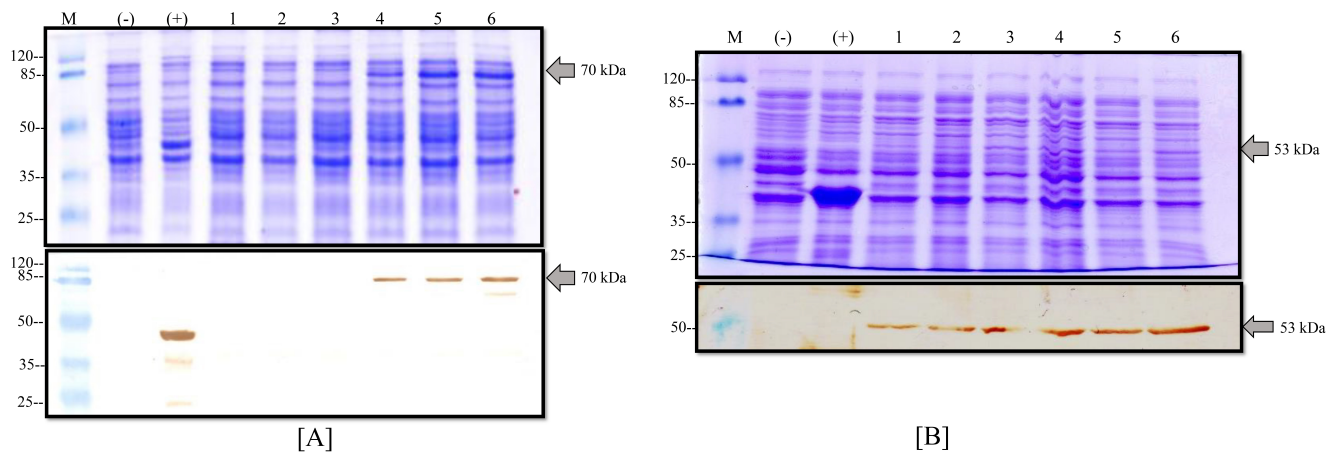 M (-) (+) 1 2 3 4 5 6
120--
85--
50--
35--
25--
70 kDa
120--
85--
50--
35--
25--
70 kDa
[A]
M (-) (+) 1 2 3 4 5 6
120--
85--
50--
35--
25--
53 kDa
50--
53 kDa
[B]